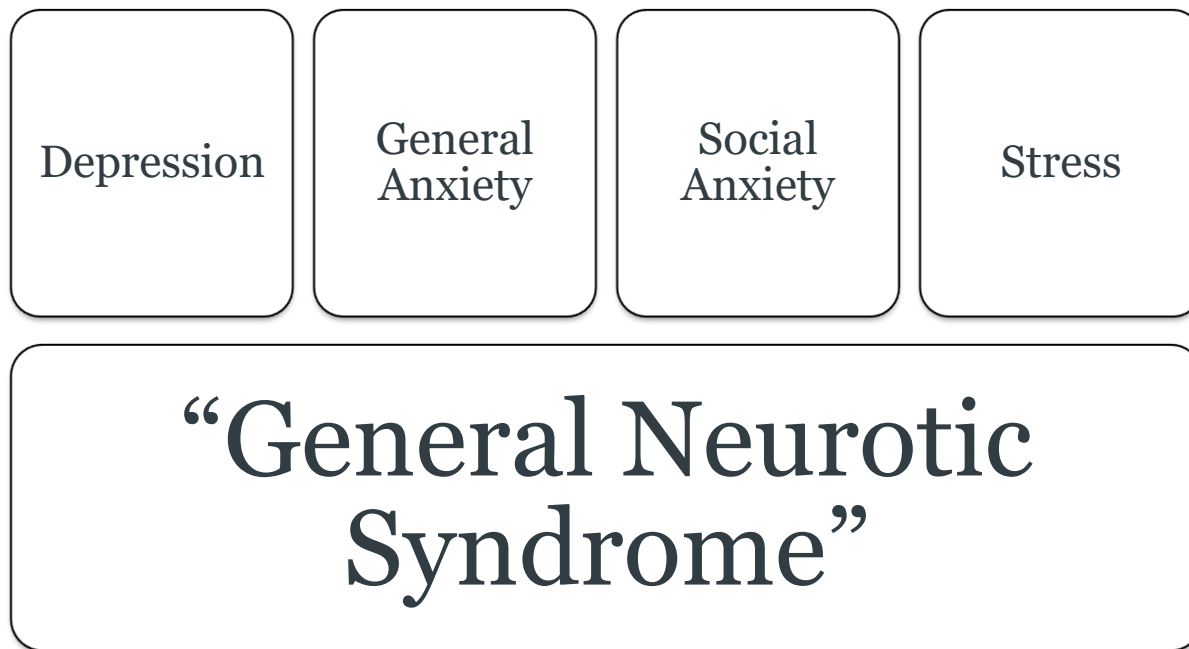 Depression
General
Anxiety
Social
Anxiety
Stress
“General Neurotic
Syndrome”